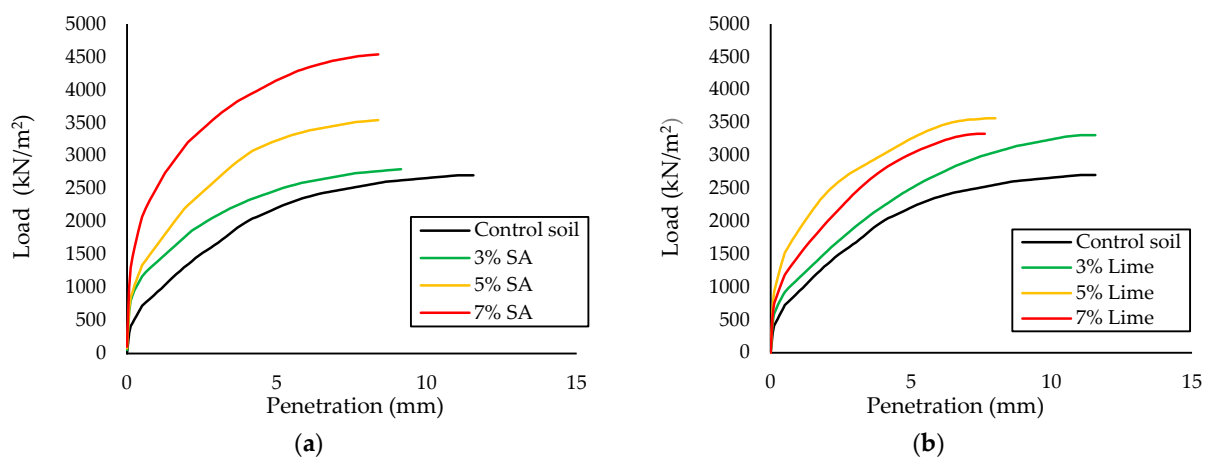 5000
4500
4000
3500
3000
2500
2000
1500
1000
500
0
Load (kN/m²)
Control soil
3% SA
5% SA
7% SA
0 5 10 15
Penetration (mm)
(a)
5000
4500
4000
3500
3000
2500
2000
1500
1000
500
0
Load (kN/m²)
Control soil
3% Lime
5% Lime
7% Lime
0 5 10 15
Penetration (mm)
(b)